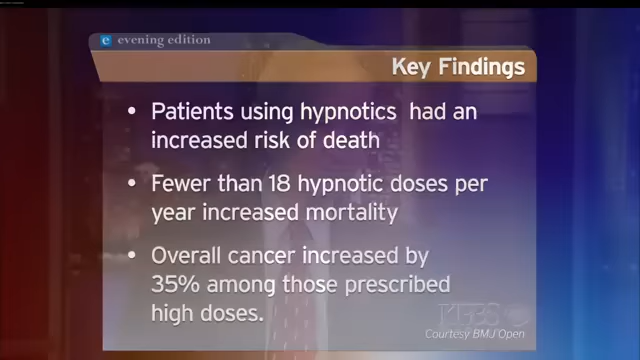 e evening edition
Key Findings
• Patients using hypnotics had an
increased risk of death
• Fewer than 18 hypnotic doses per
year increased mortality
• Overall cancer increased by
35% among those prescribed
high doses.
KPBS
Courtesy BMJ Open